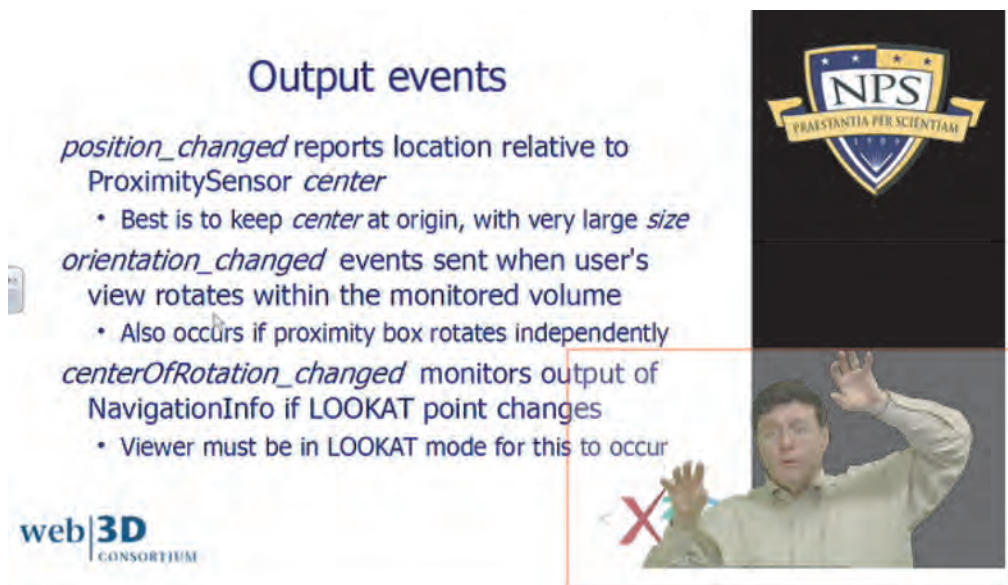 Output events
position_changed reports location relative to
ProximitySensor center
• Best is to keep center at origin, with very large size
orientation_changed events sent when user's
view rotates within the monitored volume
• Also occurs if proximity box rotates independently
centerOfRotation_changed monitors output of
NavigationInfo if LOOKAT point changes
• Viewer must be in LOOKAT mode for this to occur
web|3D
CONSORTIUM
X
NPS
PRAESTANTIA PER SCIENTIAM